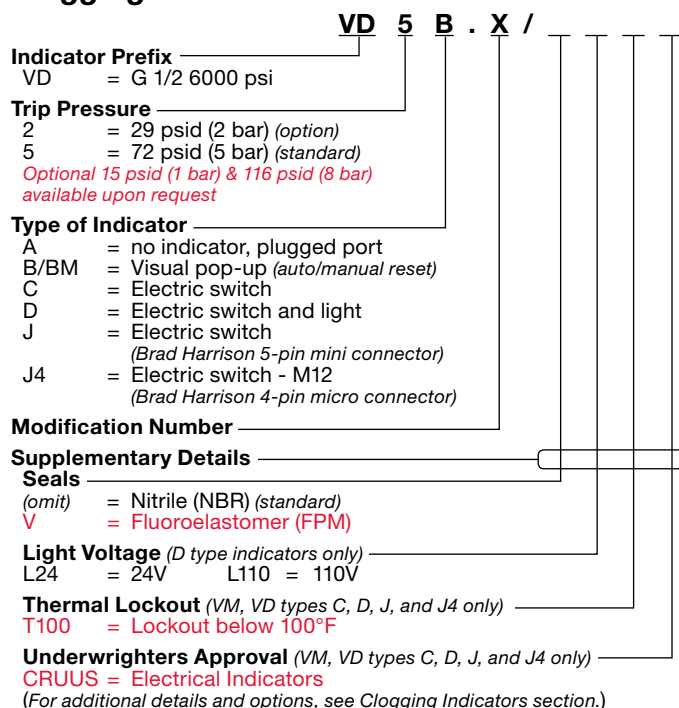 VD 5 B . X / _ _ _ _
Indicator Prefix
VD = G 1/2 6000 psi
Trip Pressure
2 = 29 psid (2 bar) (option)
5 = 72 psid (5 bar) (standard)
Optional 15 psid (1 bar) & 116 psid (8 bar)
available upon request
Type of Indicator
A = no indicator, plugged port
B/BM = Visual pop-up (auto/manual reset)
C = Electric switch
D = Electric switch and light
J = Electric switch
(Brad Harrison 5-pin mini connector)
J4 = Electric switch - M12
(Brad Harrison 4-pin micro connector)
Modification Number
Supplementary Details
Seals
(omit) = Nitrile (NBR) (standard)
V = Fluoroelastomer (FPM)
Light Voltage (D type indicators only)
L24 = 24V L110 = 110V
Thermal Lockout (VM, VD types C, D, J, and J4 only)
T100 = Lockout below 100°F
Underwrighters Approval (VM, VD types C, D, J, and J4 only)
CRUUS = Electrical Indicators
(For additional details and options, see Clogging Indicators section.)